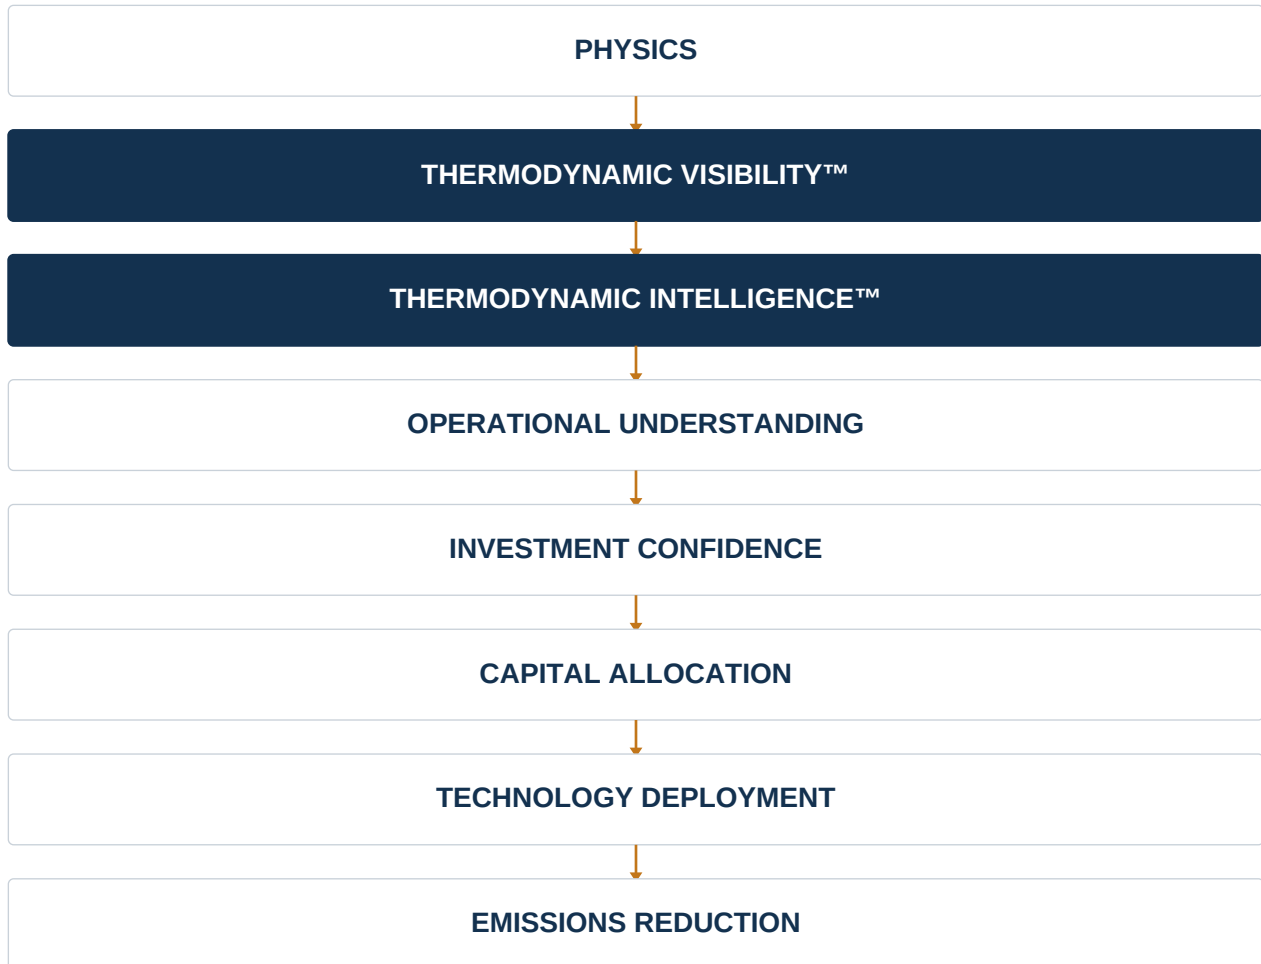 PHYSICS
THERMODYNAMIC VISIBILITY™
THERMODYNAMIC INTELLIGENCE™
OPERATIONAL UNDERSTANDING
INVESTMENT CONFIDENCE
CAPITAL ALLOCATION
TECHNOLOGY DEPLOYMENT
EMISSIONS REDUCTION